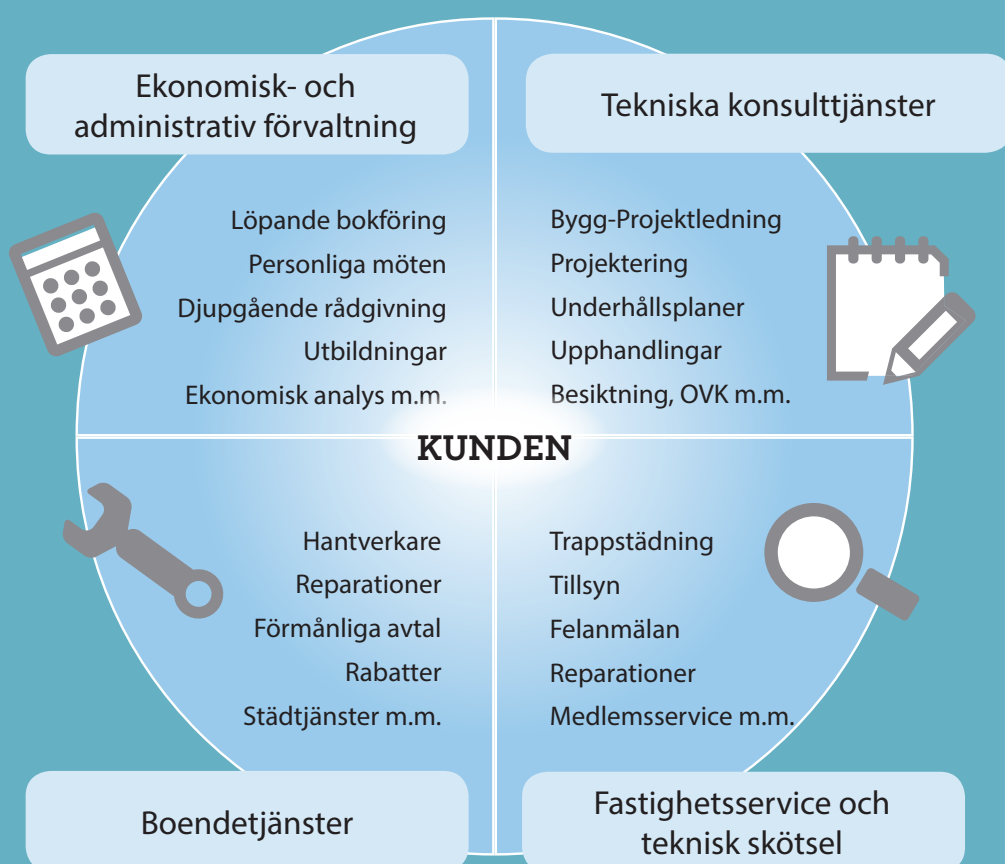 Ekonomisk- och
administrativ förvaltning
Löpande bokföring
Personliga möten
Djupgående rådgivning
Utbildningar
Ekonomisk analys m.m.
Tekniska konsulttjänster
Bygg-Projektledning
Projektering
Underhållsplaner
Upphandlingar
Besiktning, OVK m.m.
KUNDEN
Hantverkare
Reparationer
Förmånliga avtal
Rabatter
Städtjänster m.m.
Boendetjänster
Trappstädning
Tillsyn
Felanmälan
Reparationer
Medlemsservice m.m.
Fastighetsservice och
teknisk skötsel